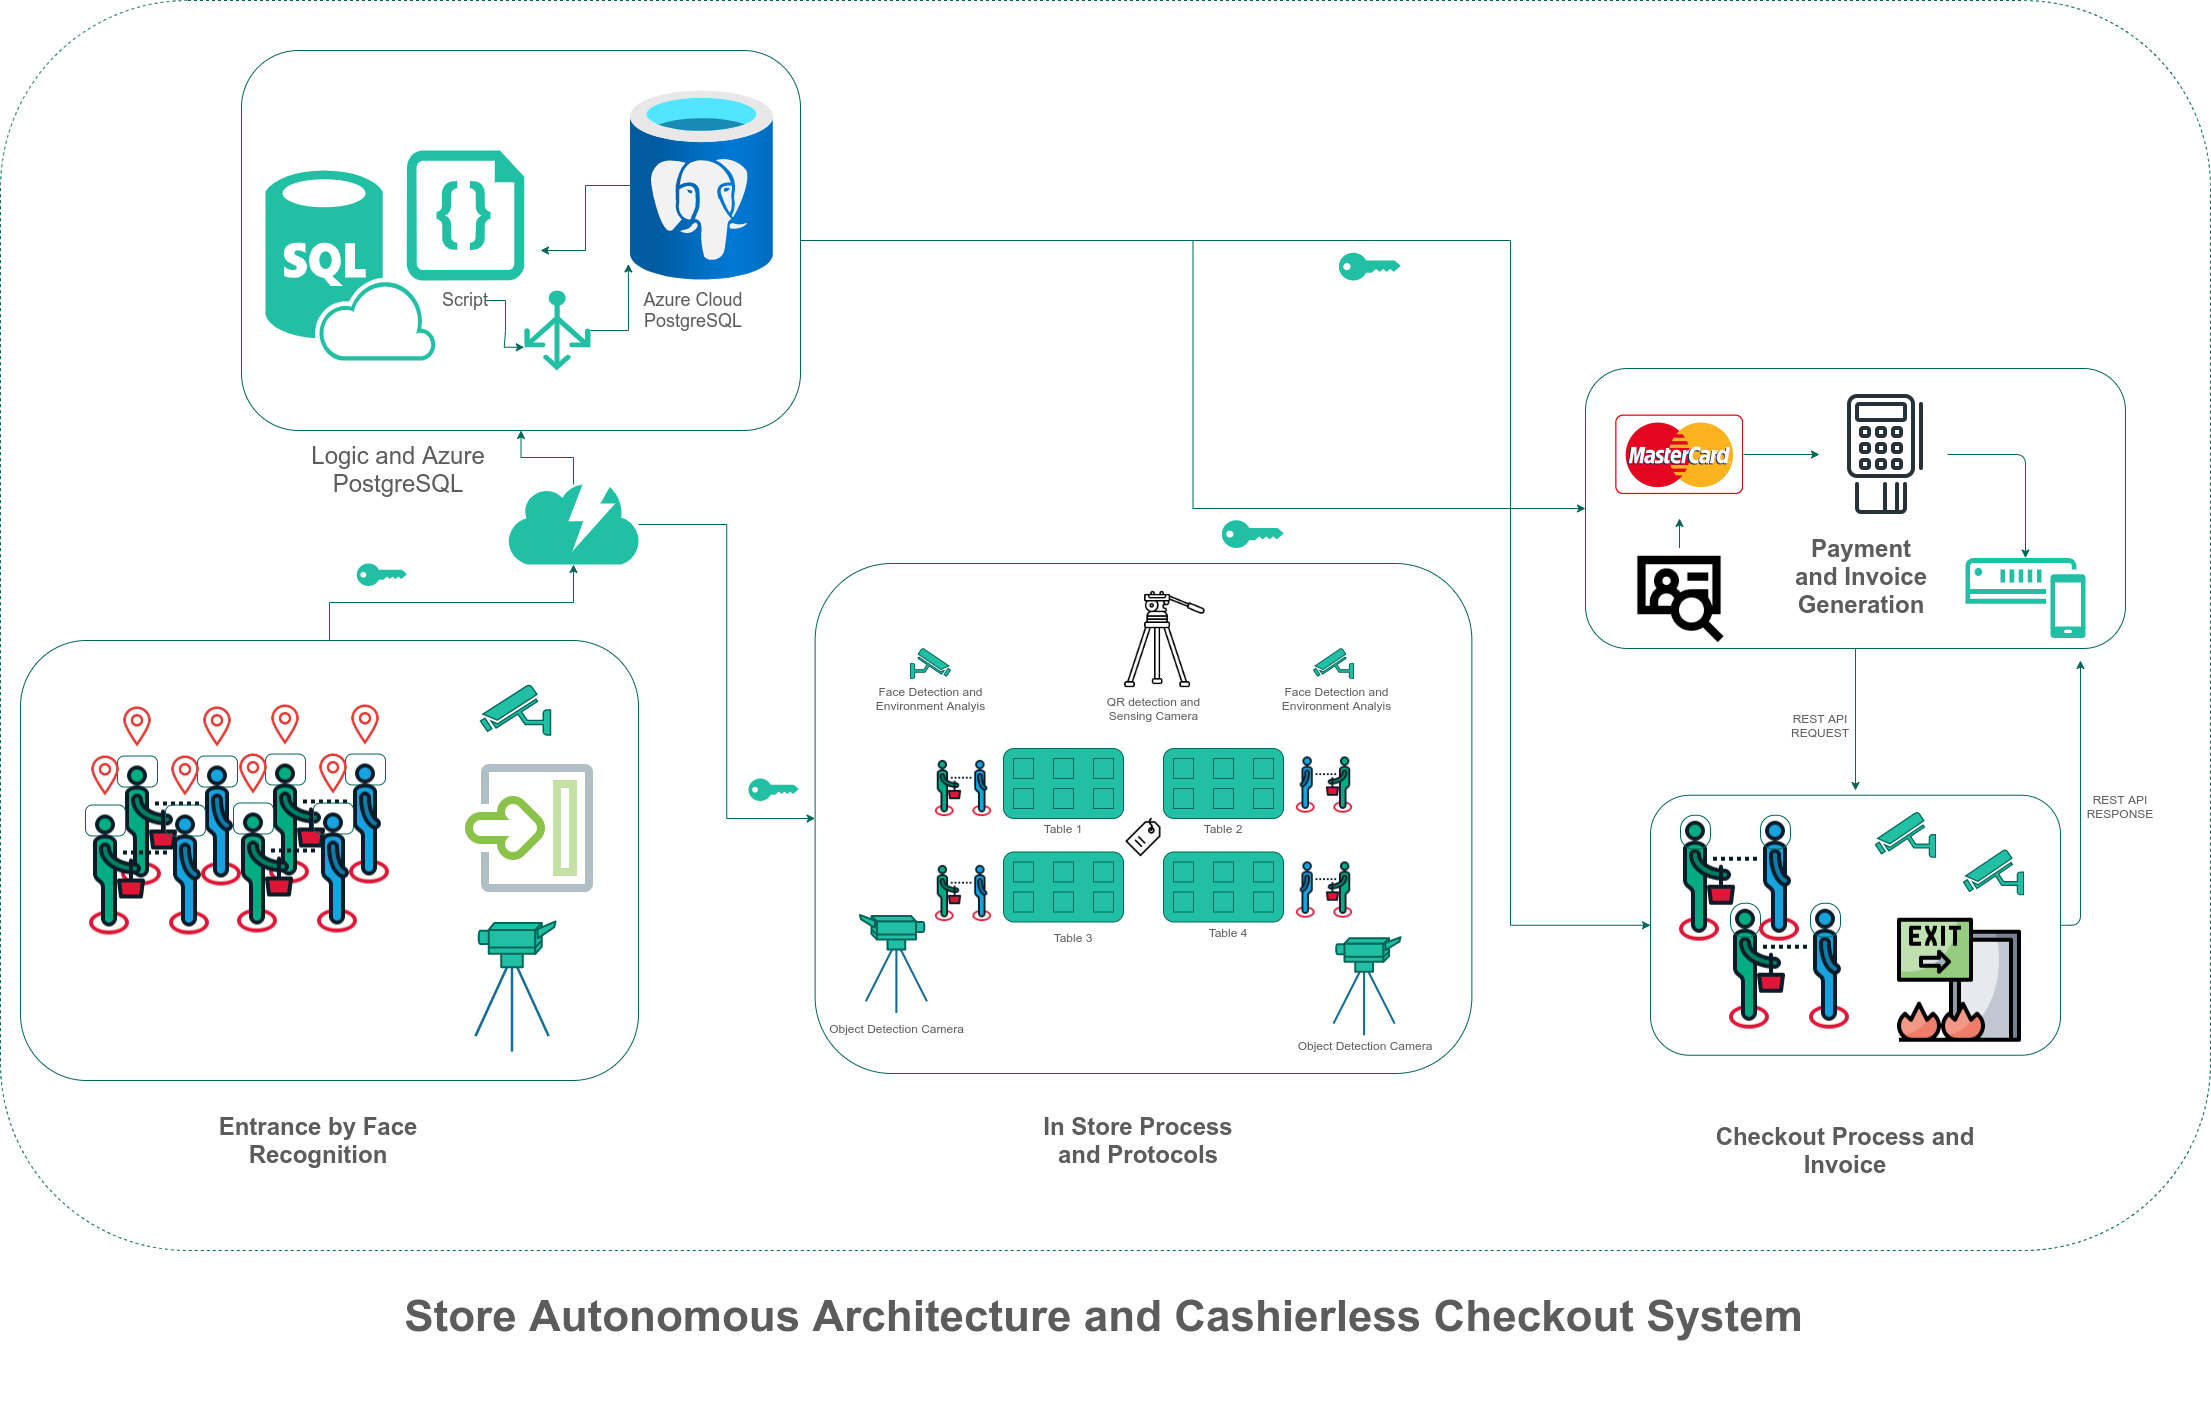 SQL
{}
Script
Azure Cloud
PostgreSQL
Logic and Azure
PostgreSQL
MasterCard
Payment
and Invoice
Generation
Face Detection and
Environment Analyis
QR detection and
Sensing Camera
Face Detection and
Environment Analyis
REST API
REQUEST
REST API
RESPONSE
Table 1
Table 2
Table 3
Table 4
EXIT
Object Detection Camera
Object Detection Camera
Entrance by Face
Recognition
In Store Process
and Protocols
Checkout Process and
Invoice
Store Autonomous Architecture and Cashierless Checkout System